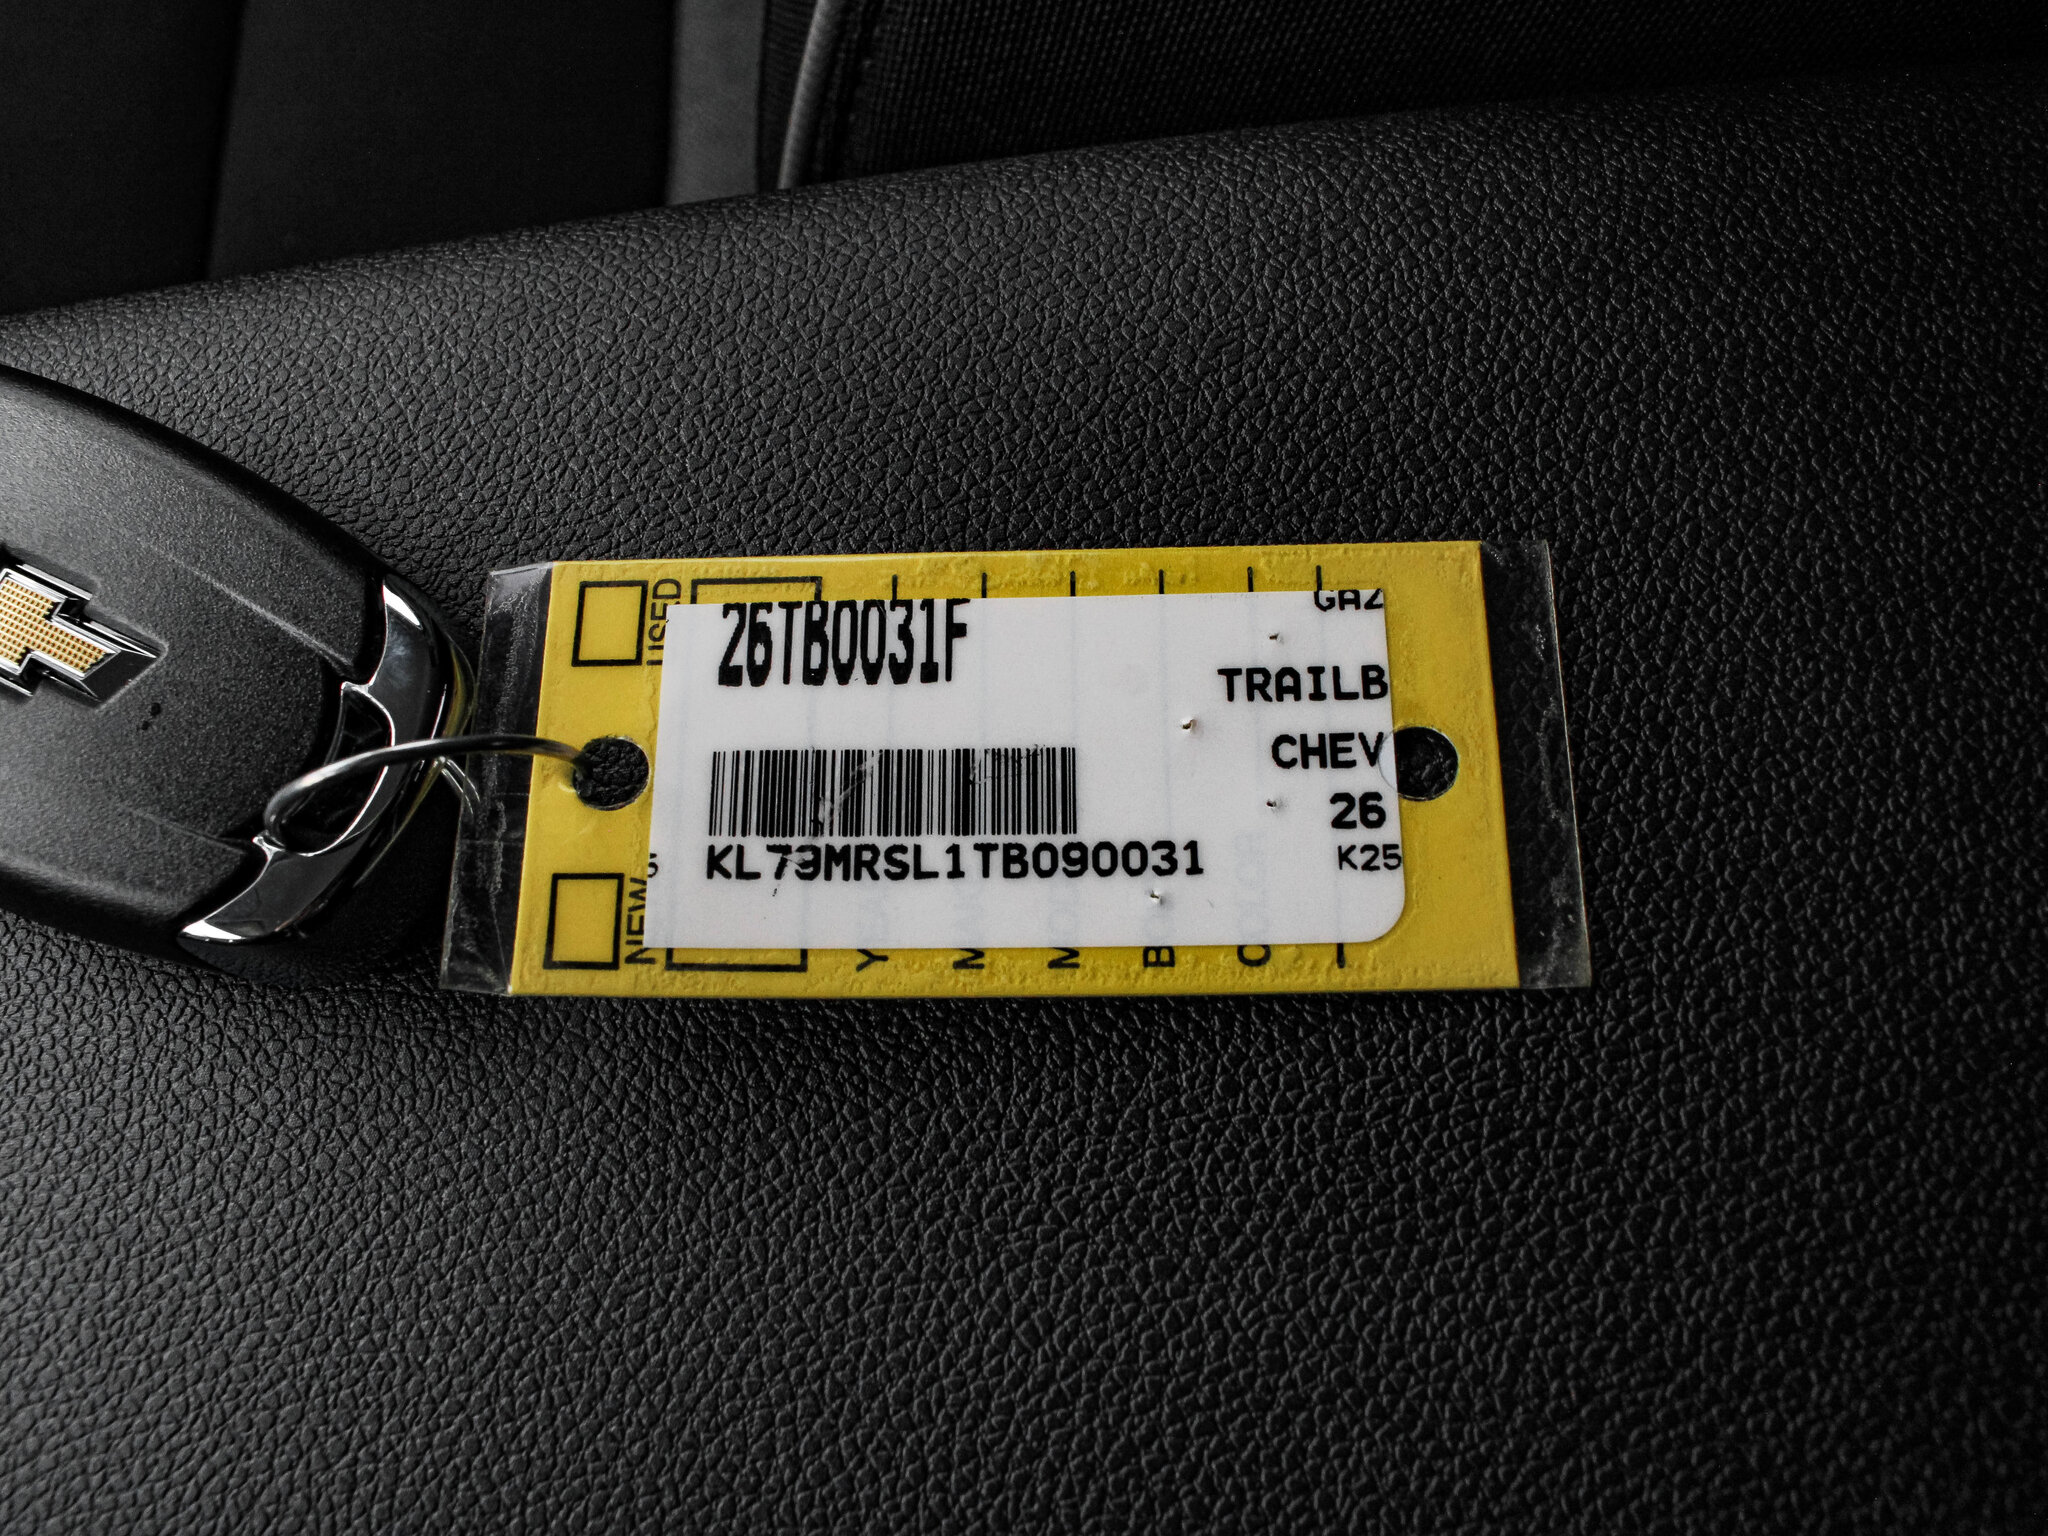 USED
26TB0031F
GAZ
TRAILB
CHEV
26
KL79MRSL1TB090031
K25
NEW
Y
M
M
B